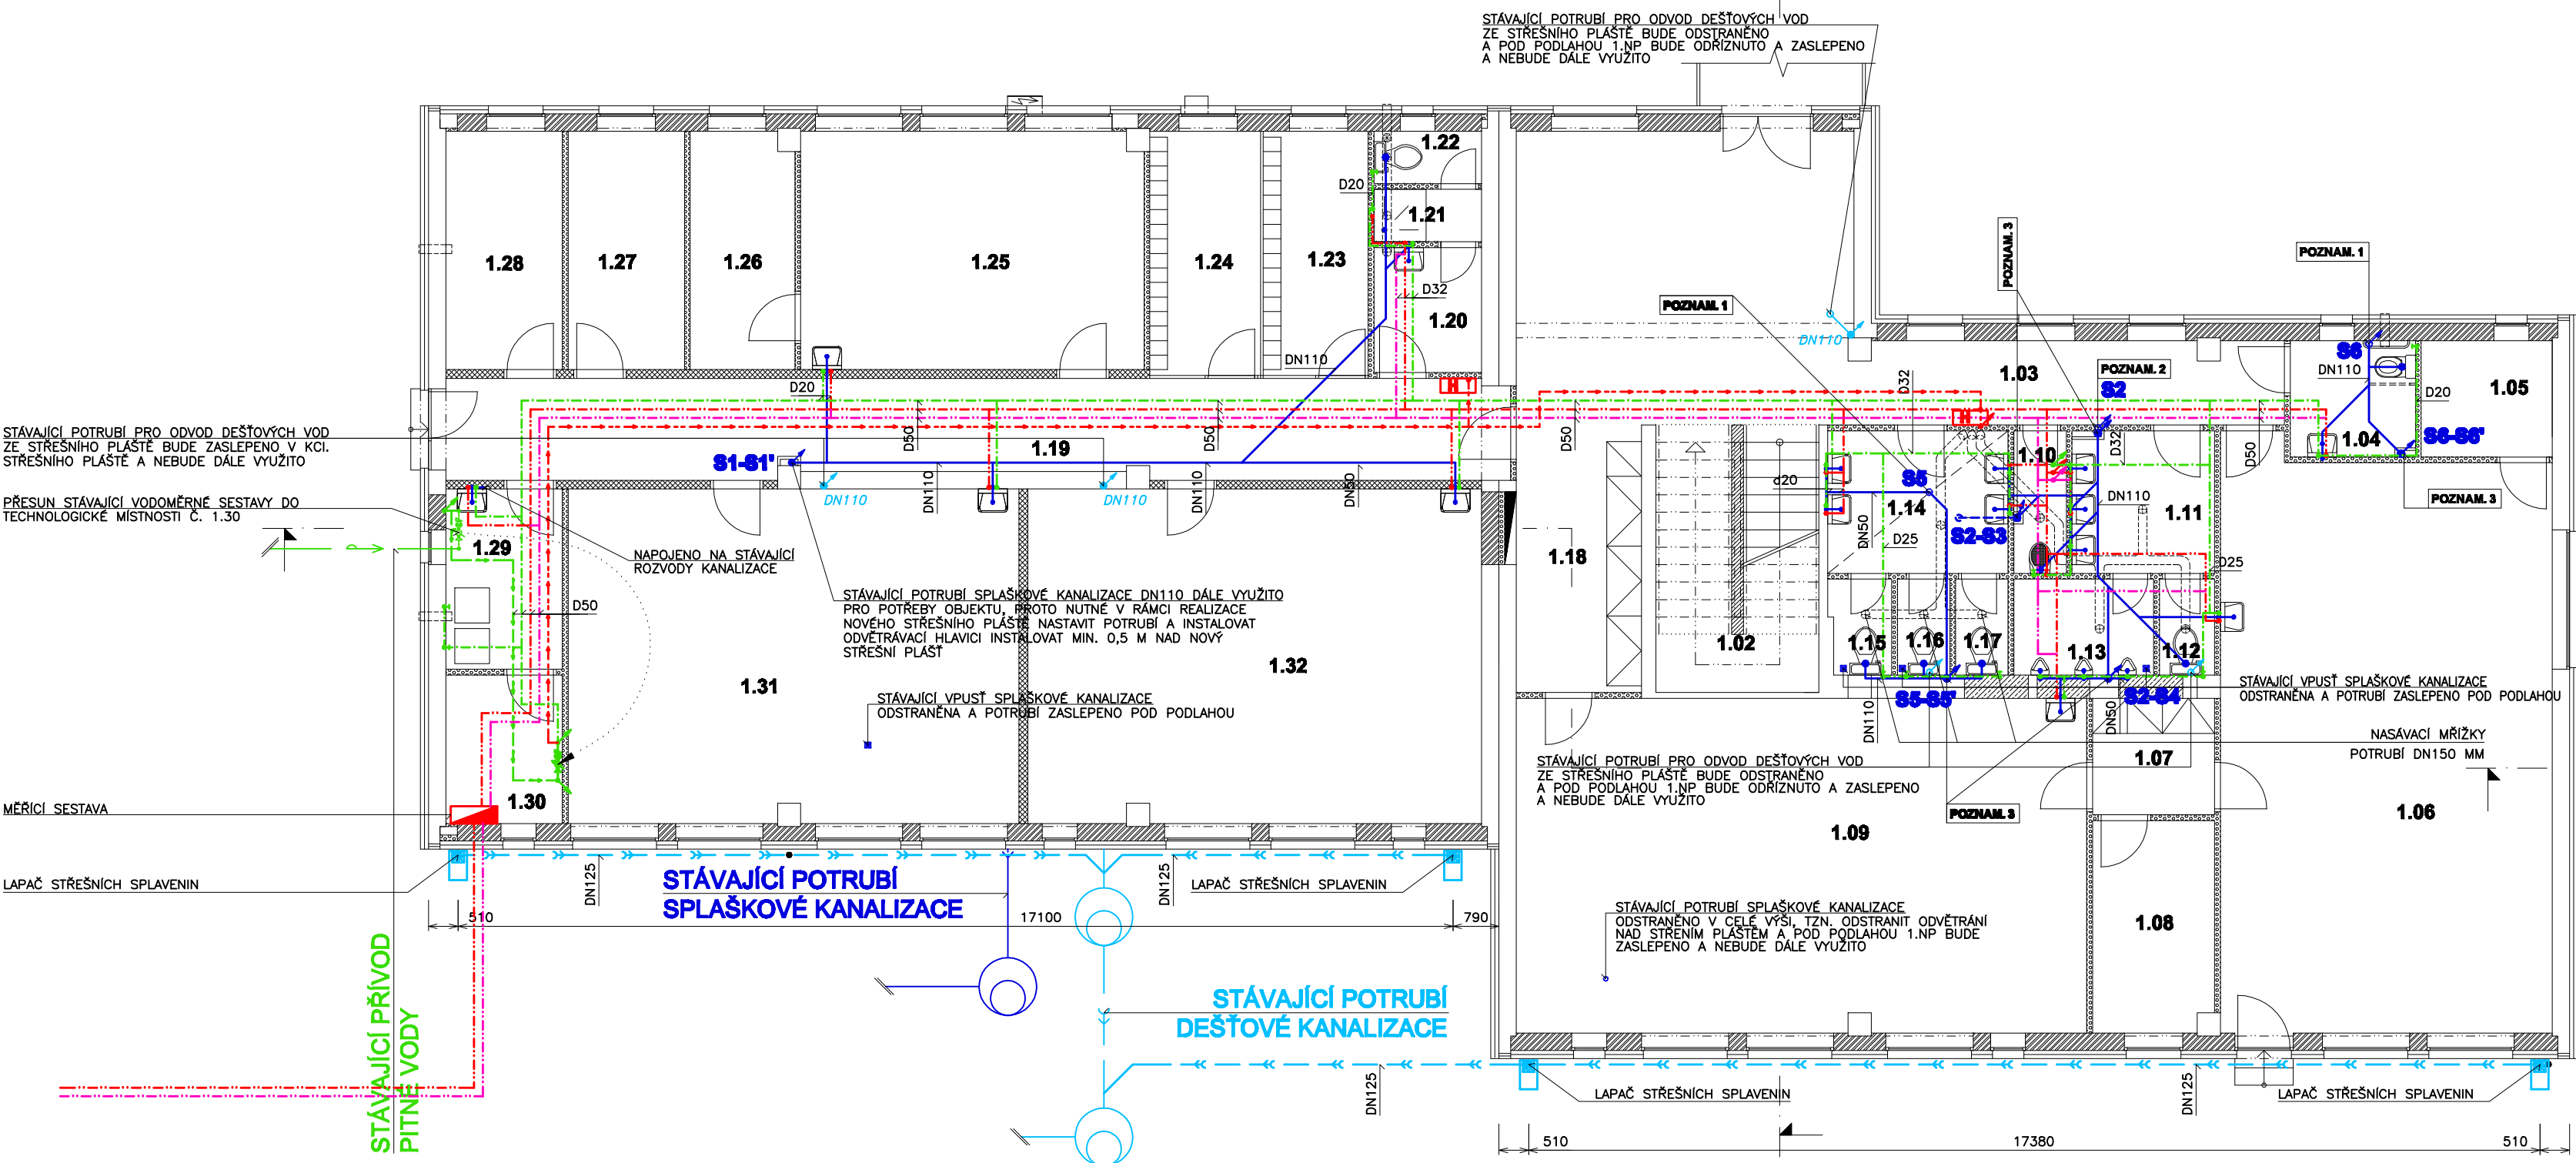 STÁVAJÍCÍ POTRUBÍ PRO ODVOD DEŠŤOVÝCH VOD
ZE STŘEŠNÍHO PLÁŠTĚ BUDE ODSTRANĚNO
A POD PODLAHOU 1.NP BUDE ODŘÍZNUTO A ZASLEPENO
A NEBUDE DÁLE VYUŽITO
1.22
D20
1.21
1.28
1.27
1.26
1.25
1.24
1.23
D32
1.20
DN110
POZNAM. 1
POZNAM. 3
POZNAM. 1
DN110
S6
DN110
1.03
POZNAM. 2
S2
1.05
D20
D32
H
H
D20
D50
D50
D50
D32
D50
1.04
S6-S6'
STÁVAJÍCÍ POTRUBÍ PRO ODVOD DEŠŤOVÝCH VOD
ZE STŘEŠNÍHO PLÁŠTĚ BUDE ZASLEPENO V KCI.
STŘEŠNÍHO PLÁŠTĚ A NEBUDE DÁLE VYUŽITO
S1-S1'
1.19
DN110
DN110
DN110
DN110
DN50
d20
S5
1.10
DN110
POZNAM. 3
PŘESUN STÁVAJÍCÍ VODOMĚRNÉ SESTAVY DO
TECHNOLOGICKÉ MÍSTNOSTI Č. 1.30
1.29
NAPOJENO NA STÁVAJÍCÍ
ROZVODY KANALIZACE
1.18
1.14
DN50
D25
S2-S3
1.11
D25
D50
STÁVAJÍCÍ POTRUBÍ SPLAŠKOVÉ KANALIZACE DN110 DÁLE VYUŽITO
PRO POTŘEBY OBJEKTU, PROTO NUTNÉ V RÁMCI REALIZACE
NOVÉHO STŘEŠNÍHO PLÁŠTĚ NASTAVIT POTRUBÍ A INSTALOVAT
ODVĚTRÁVACÍ HLAVICI INSTALOVAT MIN. 0,5 M NAD NOVÝ
STŘEŠNÍ PLÁŠŤ
1.02
1.15
1.16
1.17
1.13
1.12
1.31
1.32
STÁVAJÍCÍ VPUSŤ SPLAŠKOVÉ KANALIZACE
ODSTRANĚNA A POTRUBÍ ZASLEPENO POD PODLAHOU
S5-S5'
S2-S4
DN110
DN50
STÁVAJÍCÍ VPUSŤ SPLAŠKOVÉ KANALIZACE
ODSTRANĚNA A POTRUBÍ ZASLEPENO POD PODLAHOU
NASÁVACÍ MŘÍŽKY
POTRUBÍ DN150 MM
1.07
STÁVAJÍCÍ POTRUBÍ PRO ODVOD DEŠŤOVÝCH VOD
ZE STŘEŠNÍHO PLÁŠTĚ BUDE ODSTRANĚNO
A POD PODLAHOU 1.NP BUDE ODŘÍZNUTO A ZASLEPENO
A NEBUDE DÁLE VYUŽITO
POZNAM. 3
1.30
MĚŘÍCÍ SESTAVA
1.09
1.06
LAPAČ STŘEŠNÍCH SPLAVENIN
DN125
STÁVAJÍCÍ POTRUBÍ
SPLAŠKOVÉ KANALIZACE
DN125
LAPAČ STŘEŠNÍCH SPLAVENIN
510
17100
790
STÁVAJÍCÍ POTRUBÍ SPLAŠKOVÉ KANALIZACE
ODSTRANĚNO V CELÉ VÝŠI, TZN. ODSTRANIT ODVĚTRÁNÍ
NAD STŘENÍM PLÁŠTĚM A POD PODLAHOU 1.NP BUDE
ZASLEPENO A NEBUDE DÁLE VYUŽITO
1.08
STÁVAJÍCÍ PŘÍVOD
PITNÉ VODY
STÁVAJÍCÍ POTRUBÍ
DEŠŤOVÉ KANALIZACE
DN125
LAPAČ STŘEŠNÍCH SPLAVENIN
DN125
LAPAČ STŘEŠNÍCH SPLAVENIN
510
17380
510